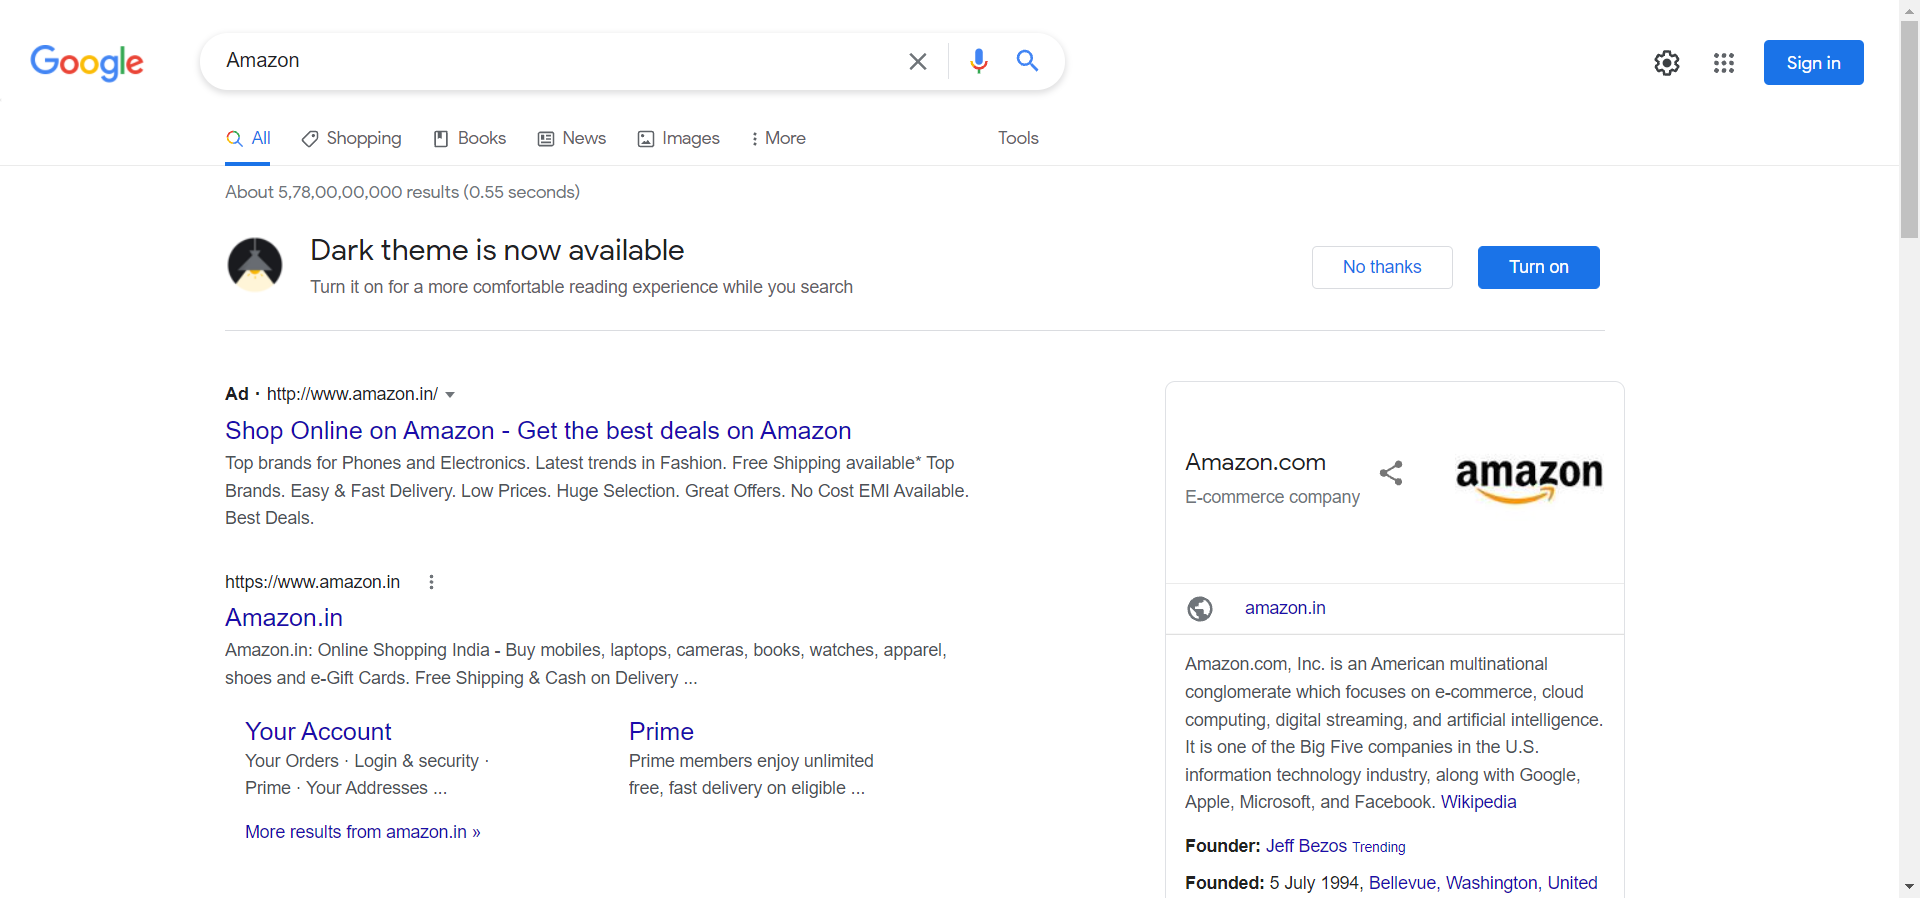 Google
Amazon
Sign in
All
Shopping
Books
News
Images
More
Tools
About 5,78,00,00,000 results (0.55 seconds)
Dark theme is now available
Turn it on for a more comfortable reading experience while you search
No thanks
Turn on
Ad · http://www.amazon.in/
Shop Online on Amazon - Get the best deals on Amazon
Top brands for Phones and Electronics. Latest trends in Fashion. Free Shipping available* Top
Brands. Easy & Fast Delivery. Low Prices. Huge Selection. Great Offers. No Cost EMI Available.
Best Deals.
https://www.amazon.in
Amazon.in
Amazon.in: Online Shopping India - Buy mobiles, laptops, cameras, books, watches, apparel,
shoes and e-Gift Cards. Free Shipping & Cash on Delivery ...
Your Account
Your Orders · Login & security ·
Prime · Your Addresses ...
Prime
Prime members enjoy unlimited
free, fast delivery on eligible ...
More results from amazon.in »
Amazon.com
E-commerce company
amazon
amazon.in
Amazon.com, Inc. is an American multinational
conglomerate which focuses on e-commerce, cloud
computing, digital streaming, and artificial intelligence.
It is one of the Big Five companies in the U.S.
information technology industry, along with Google,
Apple, Microsoft, and Facebook. Wikipedia
Founder: Jeff Bezos Trending
Founded: 5 July 1994, Bellevue, Washington, United